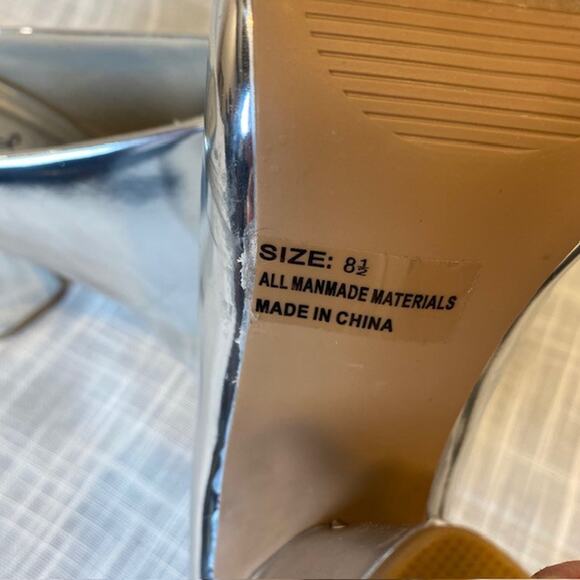 SIZE: 8½
ALL MANMADE MATERIALS
MADE IN CHINA